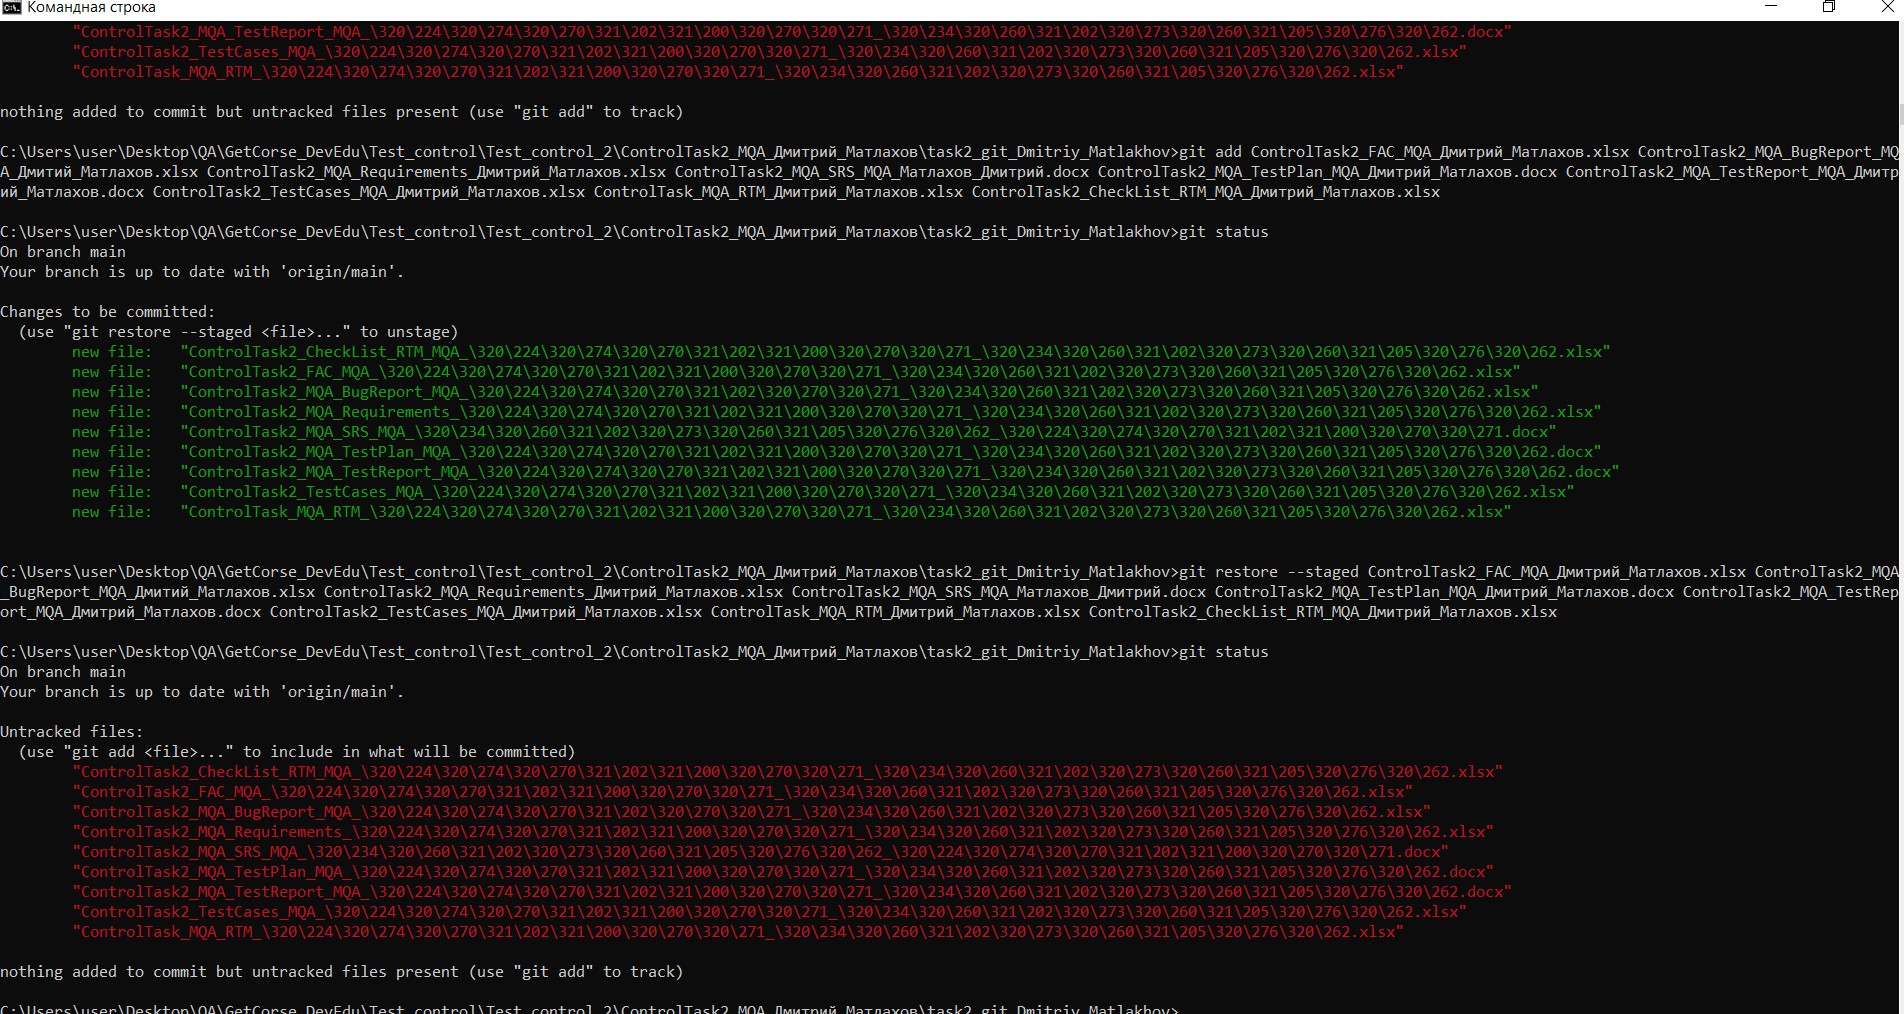 Командная строка
"ControlTask2_MQA_TestReport_MQA_\320\224\320\274\320\270\321\202\321\200\320\270\320\271_\320\234\320\260\321\202\320\273\320\260\321\205\320\276\320\262.docx"
"ControlTask2_TestCases_MQA_\320\224\320\274\320\270\321\202\321\200\320\270\320\271_\320\234\320\260\321\202\320\273\320\260\321\205\320\276\320\262.xlsx"
"ControlTask_MQA_RTM_\320\224\320\274\320\270\321\202\321\200\320\270\320\271_\320\234\320\260\321\202\320\273\320\260\321\205\320\276\320\262.xlsx"
nothing added to commit but untracked files present (use "git add" to track)
C:\Users\user\Desktop\QA\GetCorse_DevEdu\Test_control\Test_control_2\ControlTask2_MQA_Дмитрий_Матлахов\task2_git_Dmitriy_Matlakhov>git add ControlTask2_FAC_MQA_Дмитрий_Матлахов.xlsx ControlTask2_MQA_BugReport_MQ
A_Дмитий_Матлахов.xlsx ControlTask2_MQA_Requirements_Дмитрий_Матлахов.xlsx ControlTask2_MQA_SRS_MQA_Матлахов_Дмитрий.docx ControlTask2_MQA_TestPlan_MQA_Дмитрий_Матлахов.docx ControlTask2_MQA_TestReport_MQA_Дмитр
ий_Матлахов.docx ControlTask2_TestCases_MQA_Дмитрий_Матлахов.xlsx ControlTask_MQA_RTM_Дмитрий_Матлахов.xlsx ControlTask2_CheckList_RTM_MQA_Дмитрий_Матлахов.xlsx
C:\Users\user\Desktop\QA\GetCorse_DevEdu\Test_control\Test_control_2\ControlTask2_MQA_Дмитрий_Матлахов\task2_git_Dmitriy_Matlakhov>git status
On branch main
Your branch is up to date with 'origin/main'.
Changes to be committed:
(use "git restore --staged <file>..." to unstage)
new file:   "ControlTask2_CheckList_RTM_MQA_\320\224\320\274\320\270\321\202\321\200\320\270\320\271_\320\234\320\260\321\202\320\273\320\260\321\205\320\276\320\262.xlsx"
new file:   "ControlTask2_FAC_MQA_\320\224\320\274\320\270\321\202\321\200\320\270\320\271_\320\234\320\260\321\202\320\273\320\260\321\205\320\276\320\262.xlsx"
new file:   "ControlTask2_MQA_BugReport_MQA_\320\224\320\274\320\270\321\202\320\270\320\271_\320\234\320\260\321\202\320\273\320\260\321\205\320\276\320\262.xlsx"
new file:   "ControlTask2_MQA_Requirements_\320\224\320\274\320\270\321\202\321\200\320\270\320\271_\320\234\320\260\321\202\320\273\320\260\321\205\320\276\320\262.xlsx"
new file:   "ControlTask2_MQA_SRS_MQA_\320\234\320\260\321\202\320\273\320\260\321\205\320\276\320\262_\320\224\320\274\320\270\321\202\321\200\320\270\320\271.docx"
new file:   "ControlTask2_MQA_TestPlan_MQA_\320\224\320\274\320\270\321\202\321\200\320\270\320\271_\320\234\320\260\321\202\320\273\320\260\321\205\320\276\320\262.docx"
new file:   "ControlTask2_MQA_TestReport_MQA_\320\224\320\274\320\270\321\202\321\200\320\270\320\271_\320\234\320\260\321\202\320\273\320\260\321\205\320\276\320\262.docx"
new file:   "ControlTask2_TestCases_MQA_\320\224\320\274\320\270\321\202\321\200\320\270\320\271_\320\234\320\260\321\202\320\273\320\260\321\205\320\276\320\262.xlsx"
new file:   "ControlTask_MQA_RTM_\320\224\320\274\320\270\321\202\321\200\320\270\320\271_\320\234\320\260\321\202\320\273\320\260\321\205\320\276\320\262.xlsx"
C:\Users\user\Desktop\QA\GetCorse_DevEdu\Test_control\Test_control_2\ControlTask2_MQA_Дмитрий_Матлахов\task2_git_Dmitriy_Matlakhov>git restore --staged ControlTask2_FAC_MQA_Дмитрий_Матлахов.xlsx ControlTask2_MQA
_BugReport_MQA_Дмитий_Матлахов.xlsx ControlTask2_MQA_Requirements_Дмитрий_Матлахов.xlsx ControlTask2_MQA_SRS_MQA_Матлахов_Дмитрий.docx ControlTask2_MQA_TestPlan_MQA_Дмитрий_Матлахов.docx ControlTask2_MQA_TestRep
ort_MQA_Дмитрий_Матлахов.docx ControlTask2_TestCases_MQA_Дмитрий_Матлахов.xlsx ControlTask_MQA_RTM_Дмитрий_Матлахов.xlsx ControlTask2_CheckList_RTM_MQA_Дмитрий_Матлахов.xlsx
C:\Users\user\Desktop\QA\GetCorse_DevEdu\Test_control\Test_control_2\ControlTask2_MQA_Дмитрий_Матлахов\task2_git_Dmitriy_Matlakhov>git status
On branch main
Your branch is up to date with 'origin/main'.
Untracked files:
(use "git add <file>..." to include in what will be committed)
"ControlTask2_CheckList_RTM_MQA_\320\224\320\274\320\270\321\202\321\200\320\270\320\271_\320\234\320\260\321\202\320\273\320\260\321\205\320\276\320\262.xlsx"
"ControlTask2_FAC_MQA_\320\224\320\274\320\270\321\202\321\200\320\270\320\271_\320\234\320\260\321\202\320\273\320\260\321\205\320\276\320\262.xlsx"
"ControlTask2_MQA_BugReport_MQA_\320\224\320\274\320\270\321\202\320\270\320\271_\320\234\320\260\321\202\320\273\320\260\321\205\320\276\320\262.xlsx"
"ControlTask2_MQA_Requirements_\320\224\320\274\320\270\321\202\321\200\320\270\320\271_\320\234\320\260\321\202\320\273\320\260\321\205\320\276\320\262.xlsx"
"ControlTask2_MQA_SRS_MQA_\320\234\320\260\321\202\320\273\320\260\321\205\320\276\320\262_\320\224\320\274\320\270\321\202\321\200\320\270\320\271.docx"
"ControlTask2_MQA_TestPlan_MQA_\320\224\320\274\320\270\321\202\321\200\320\270\320\271_\320\234\320\260\321\202\320\273\320\260\321\205\320\276\320\262.docx"
"ControlTask2_MQA_TestReport_MQA_\320\224\320\274\320\270\321\202\321\200\320\270\320\271_\320\234\320\260\321\202\320\273\320\260\321\205\320\276\320\262.docx"
"ControlTask2_TestCases_MQA_\320\224\320\274\320\270\321\202\321\200\320\270\320\271_\320\234\320\260\321\202\320\273\320\260\321\205\320\276\320\262.xlsx"
"ControlTask_MQA_RTM_\320\224\320\274\320\270\321\202\321\200\320\270\320\271_\320\234\320\260\321\202\320\273\320\260\321\205\320\276\320\262.xlsx"
nothing added to commit but untracked files present (use "git add" to track)
C:\Users\user\Desktop\QA\GetCorse_DevEdu\Test_control\Test_control_2\ControlTask2_MQA_Дмитрий_Матлахов\task2_git_Dmitriy_Matlakhov>